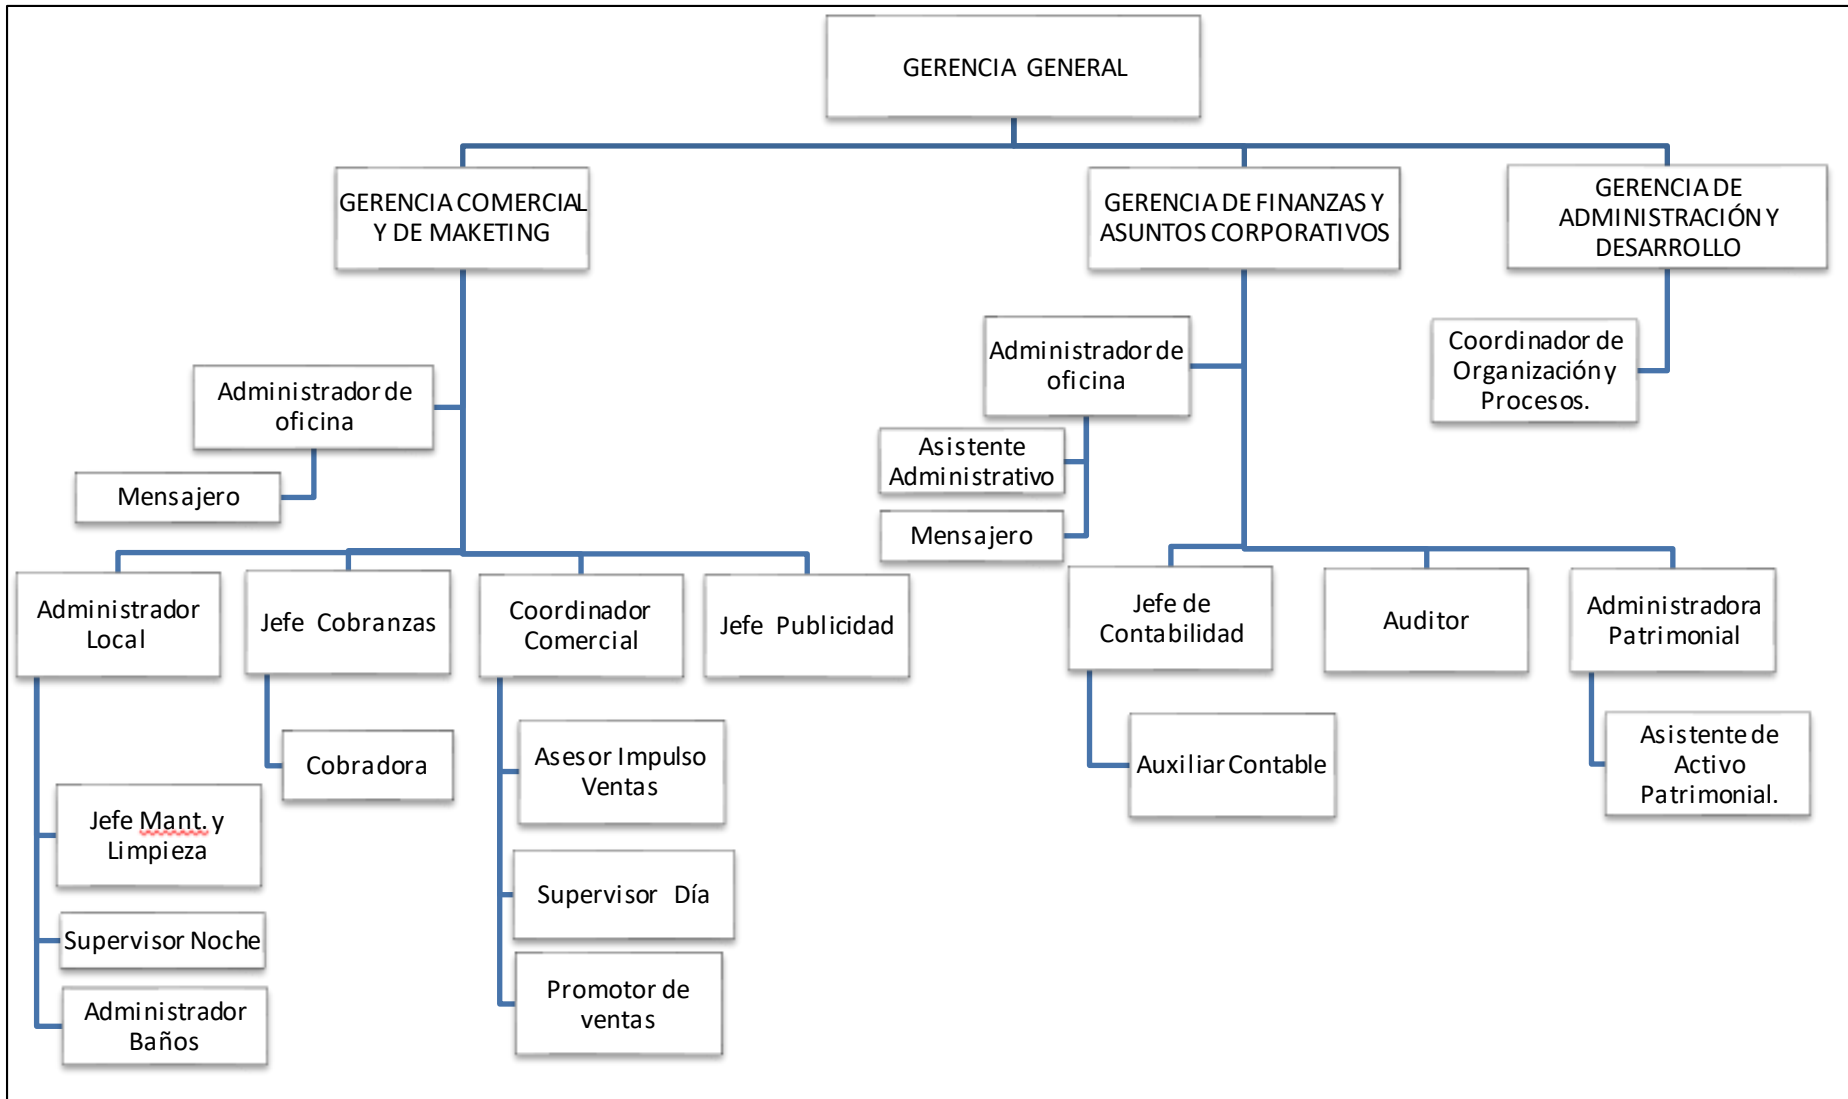 GERENCIA GENERAL
GERENCIA COMERCIAL
Y DE MAKETING
GERENCIA DE FINANZAS Y
ASUNTOS CORPORATIVOS
GERENCIA DE
ADMINISTRACIÓN Y
DESARROLLO
Administrador de
oficina
Mensajero
Administrador de
oficina
Asistente
Administrativo
Mensajero
Coordinador de
Organización y
Procesos.
Administrador
Local
Jefe Cobranzas
Coordinador
Comercial
Jefe Publicidad
Jefe de
Contabilidad
Auditor
Administradora
Patrimonial
Jefe Mant. y
Limpieza
Supervisor Noche
Administrador
Baños
Cobradora
Asesor Impulso
Ventas
Supervisor Día
Promotor de
ventas
Auxiliar Contable
Asistente de
Activo
Patrimonial.